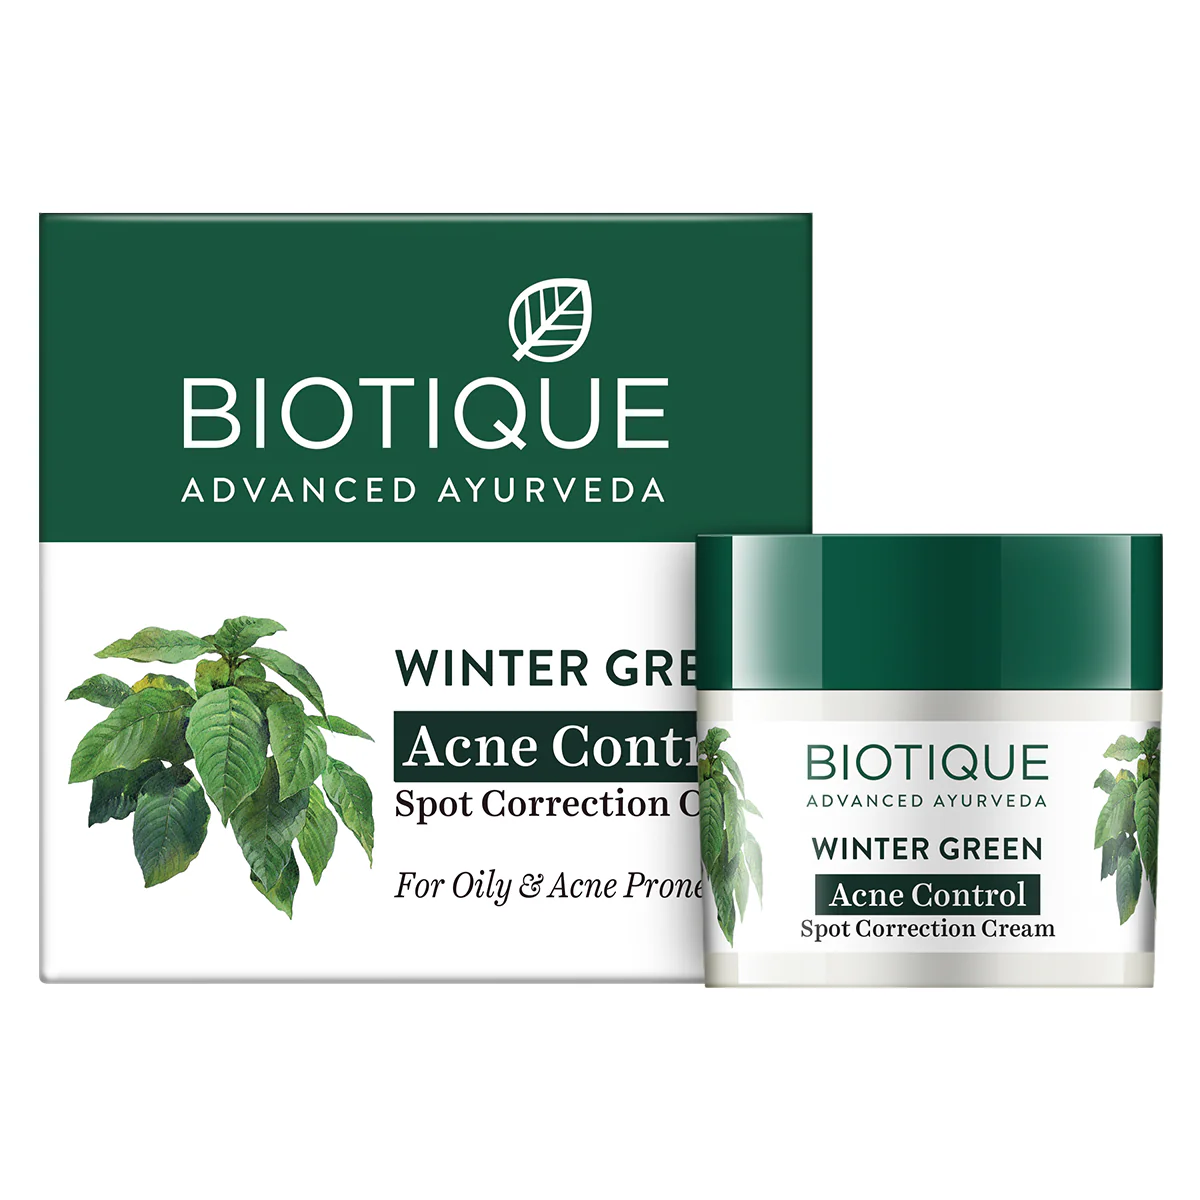 BIOTIQUE
ADVANCED AYURVEDA
WINTER GRE
Acne Contr
Spot Correction C
For Oily & Acne Prone
BIOTIQUE
ADVANCED AYURVEDA
WINTER GREEN
Acne Control
Spot Correction Cream